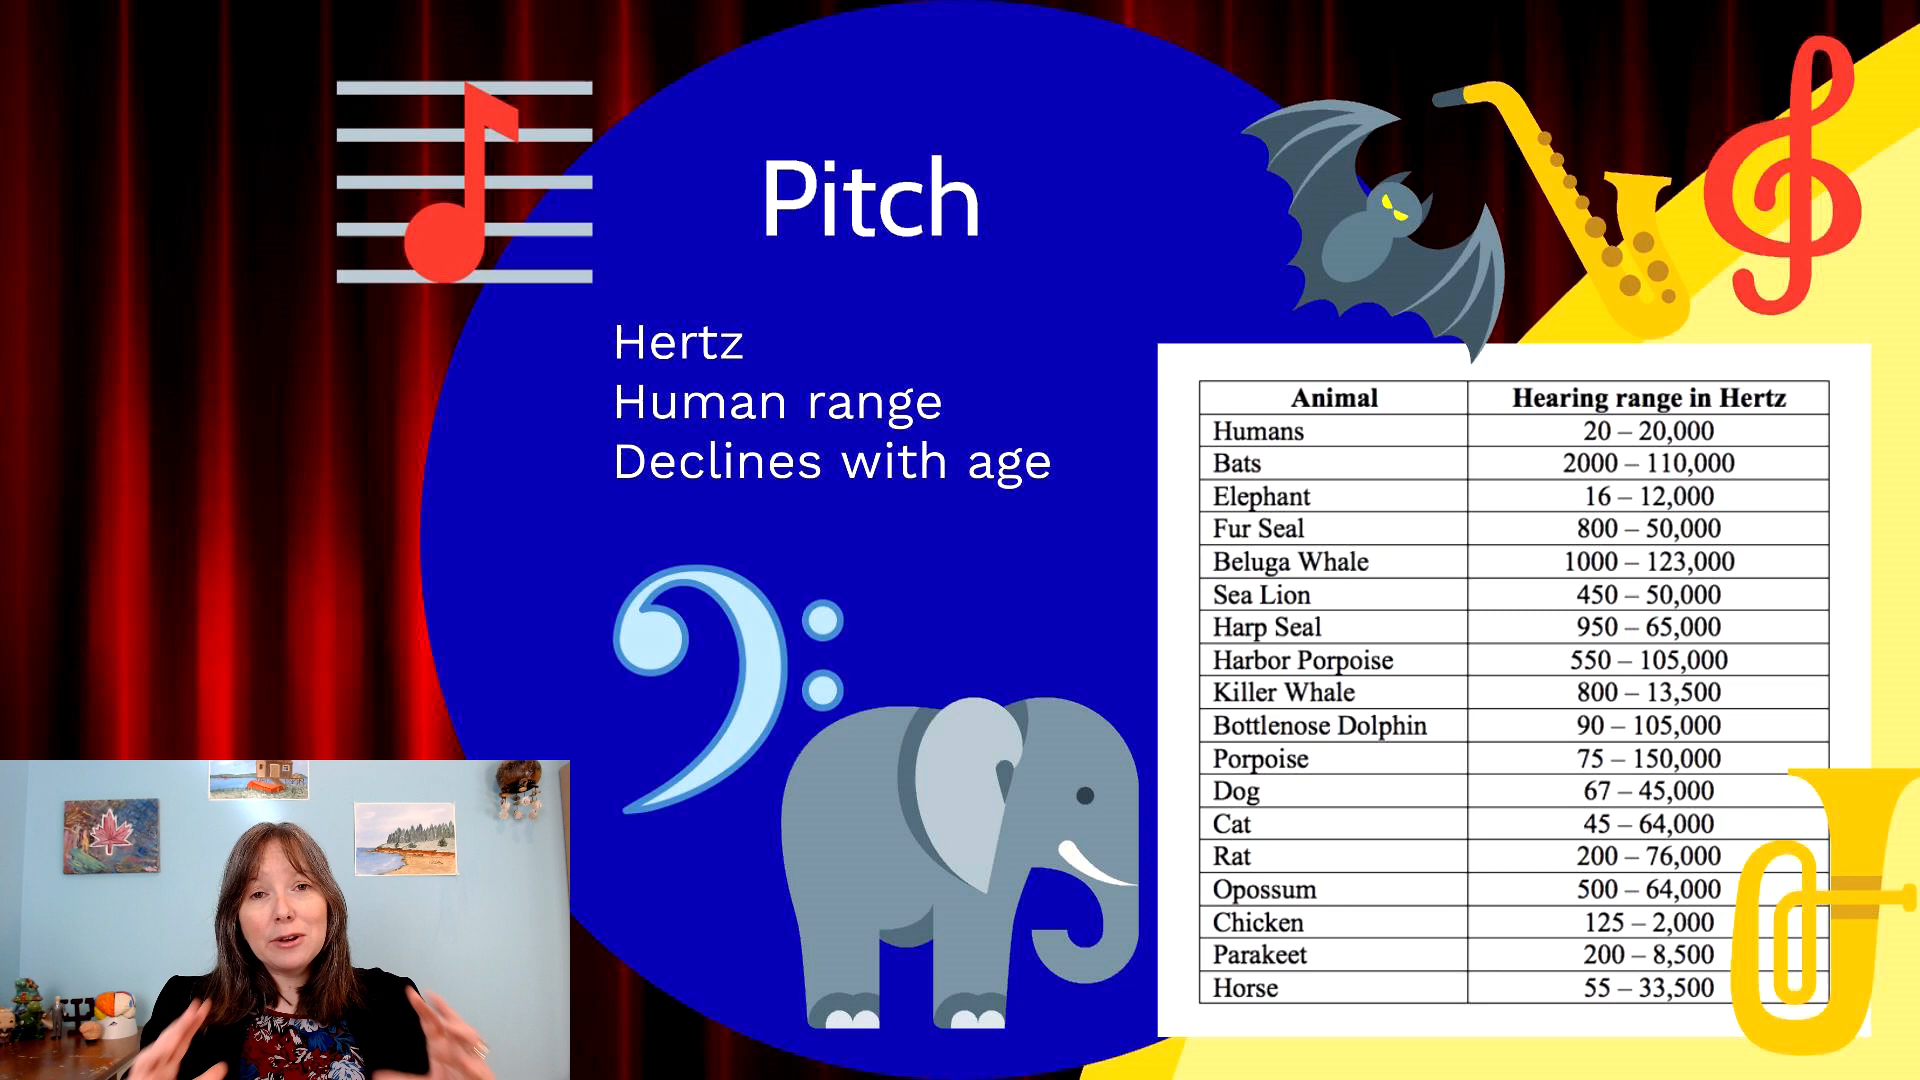 Pitch
Hertz
Human range
Declines with age
Animal Hearing range in Hertz
Humans 20 – 20,000
Bats 2000 – 110,000
Elephant 16 – 12,000
Fur Seal 800 – 50,000
Beluga Whale 1000 – 123,000
Sea Lion 450 – 50,000
Harp Seal 950 – 65,000
Harbor Porpoise 550 – 105,000
Killer Whale 800 – 13,500
Bottlenose Dolphin 90 – 105,000
Porpoise 75 – 150,000
Dog 67 – 45,000
Cat 45 – 64,000
Rat 200 – 76,000
Opossum 500 – 64,000
Chicken 125 – 2,000
Parakeet 200 – 8,500
Horse 55 – 33,500